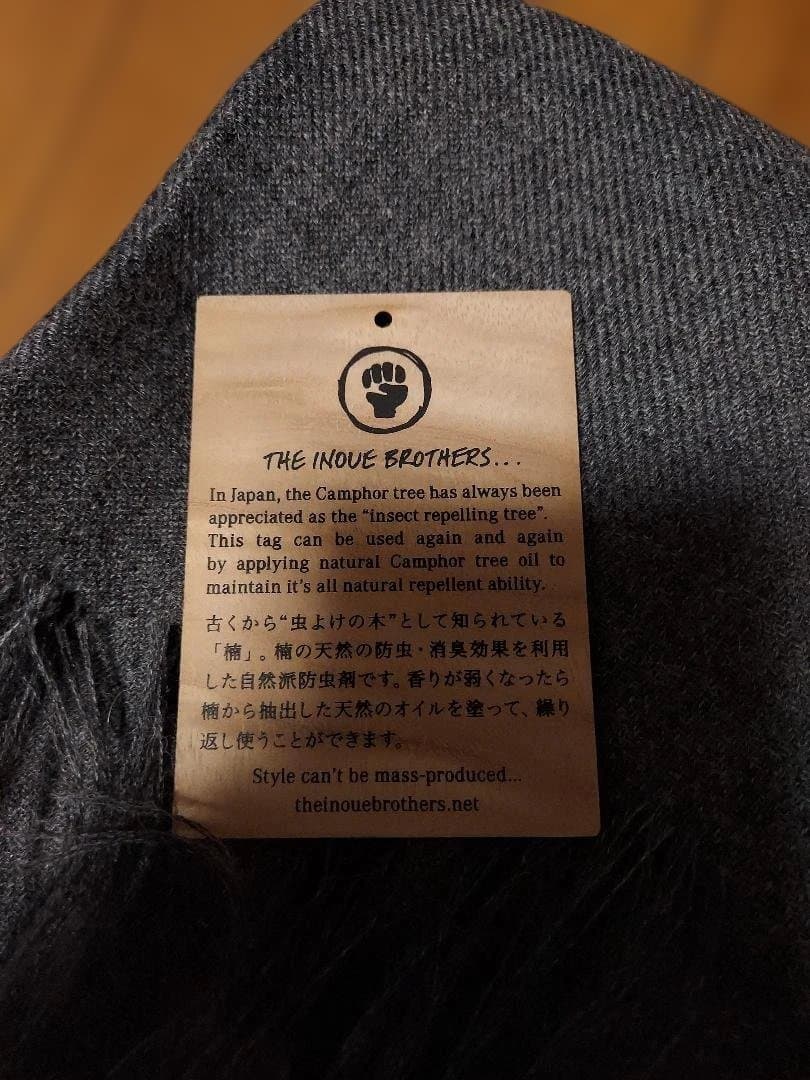 THE INOUE BROTHERS...
In Japan, the Camphor tree has always been
appreciated as the “insect repelling tree”.
This tag can be used again and again
by applying natural Camphor tree oil to
maintain it's all natural repellent ability.
古くから“虫よけの木”として知られている
「楠」。楠の天然の防虫・消臭効果を利用
した自然派防虫剤です。香りが弱くなったら
楠から抽出した天然のオイルを塗って、繰り
返し使うことができます。
Style can't be mass-produced...
theinouebrothers.net